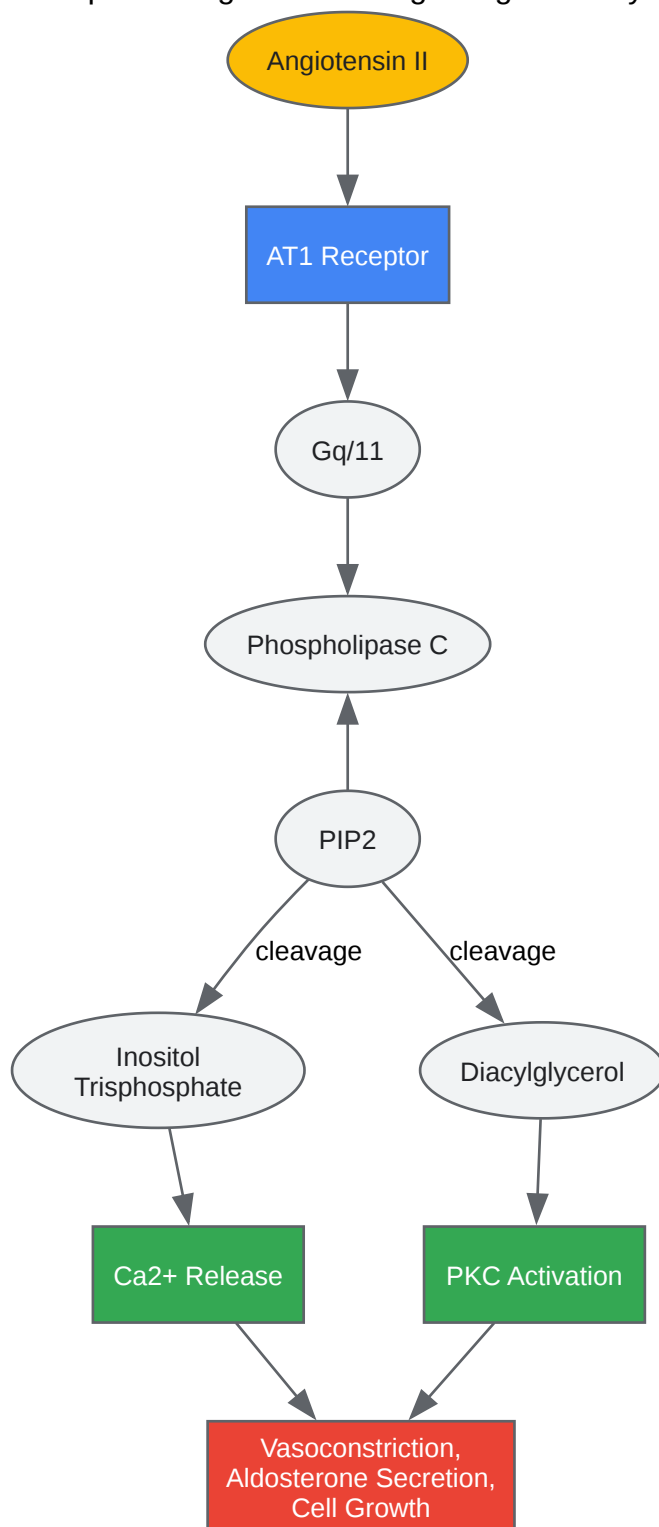 Angiotensin II
AT1 Receptor
Gq/11
Phospholipase C
PIP2
cleavage
cleavage
Inositol
Trisphosphate
Diacylglycerol
Ca2+ Release
PKC Activation
Vasoconstriction,
Aldosterone Secretion,
Cell Growth